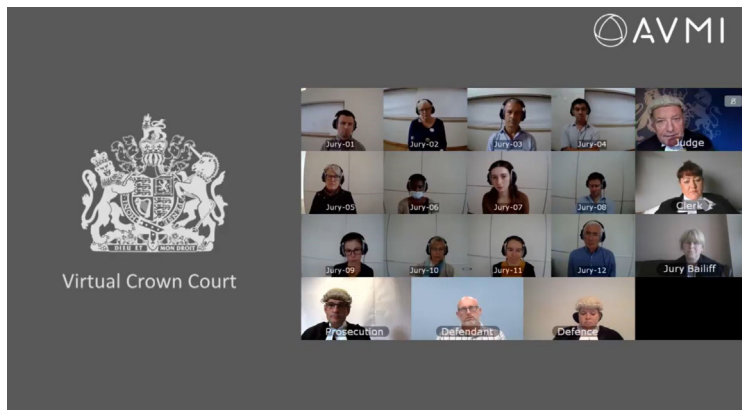 AVMI
DIEU ET MON DROIT
Virtual Crown Court
Jury-01
Jury-02
Jury-03
Jury-04
Judge
Jury-05
Jury-06
Jury-07
Jury-08
Clerk
Jury-09
Jury-10
Jury-11
Jury-12
Jury Bailiff
Prosecution
Defendant
Defence